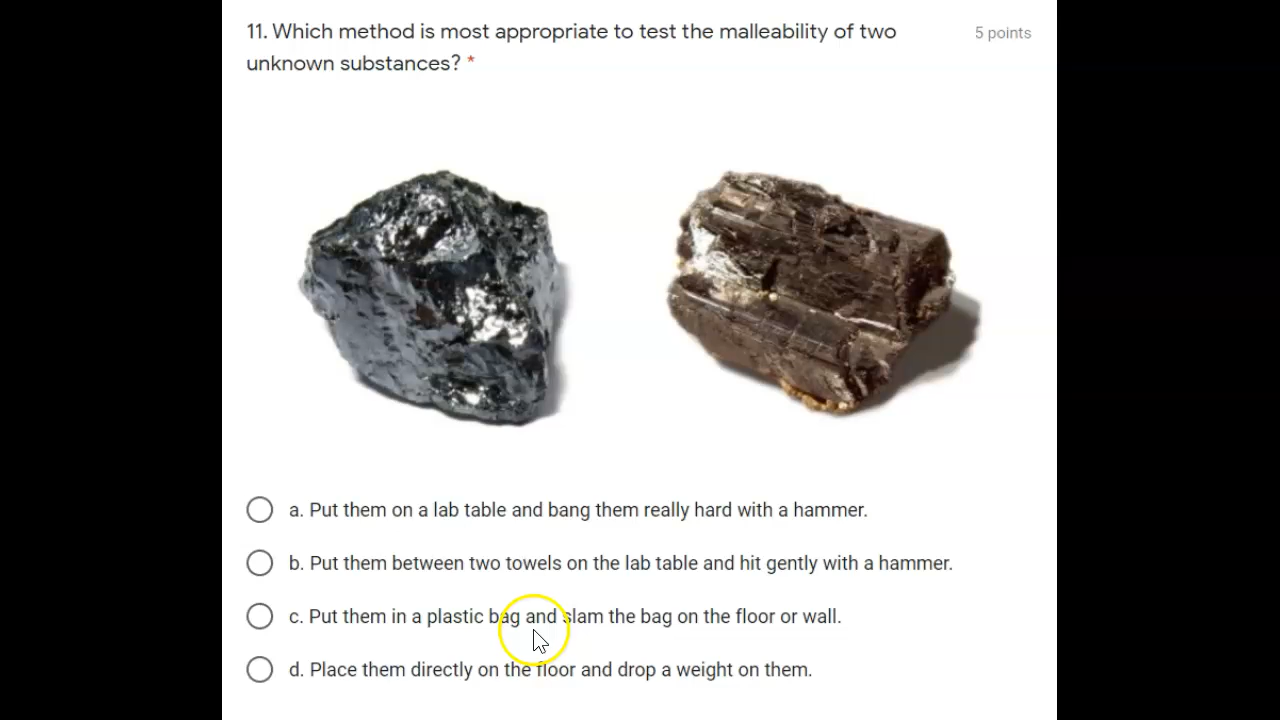 11. Which method is most appropriate to test the malleability of two
5 points
unknown substances? *
a. Put them on a lab table and bang them really hard with a hammer.
b. Put them between two towels on the lab table and hit gently with a hammer.
c. Put them in a plastic bag and slam the bag on the floor or wall.
d. Place them directly on the floor and drop a weight on them.